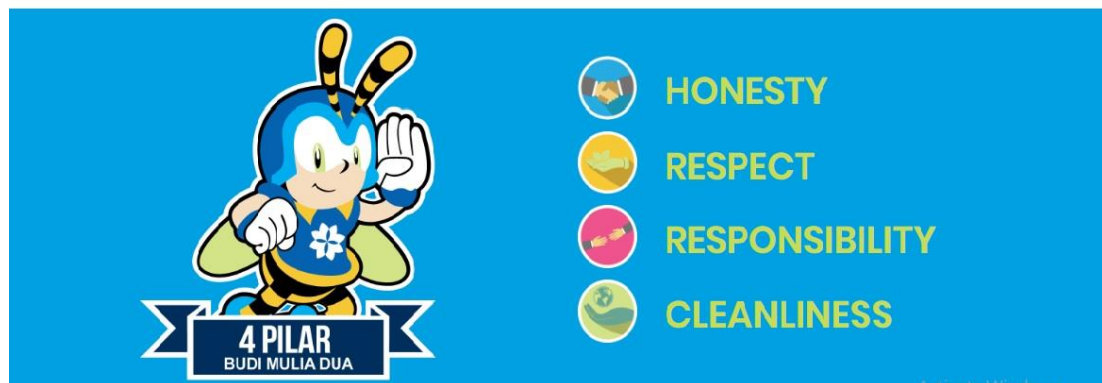 HONESTY
RESPECT
RESPONSIBILITY
CLEANLINESS
4 PILAR
BUDI MULIA DUA